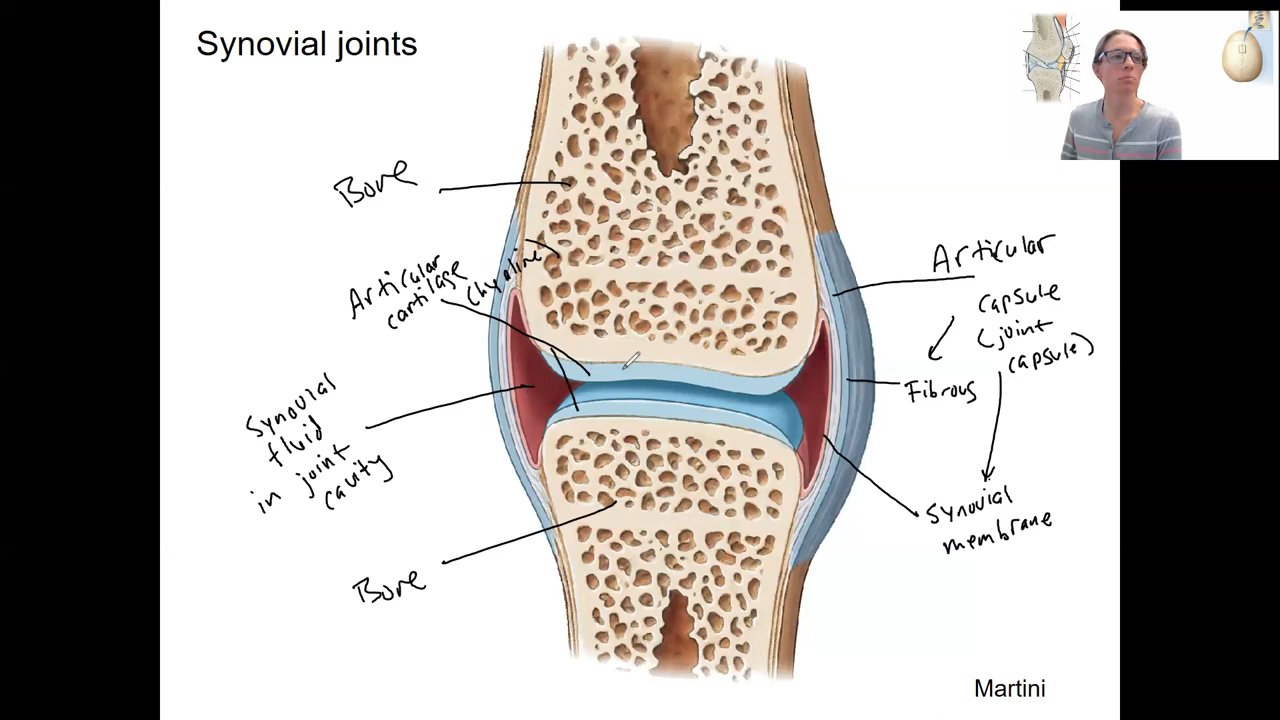 Synovial joints
Bone
Articular
cartilage
(hyaline)
Synovial
fluid
in joint
cavity
Bone
Articular
capsule
(joint
capsule)
Fibrous
Synovial
membrane
Martini